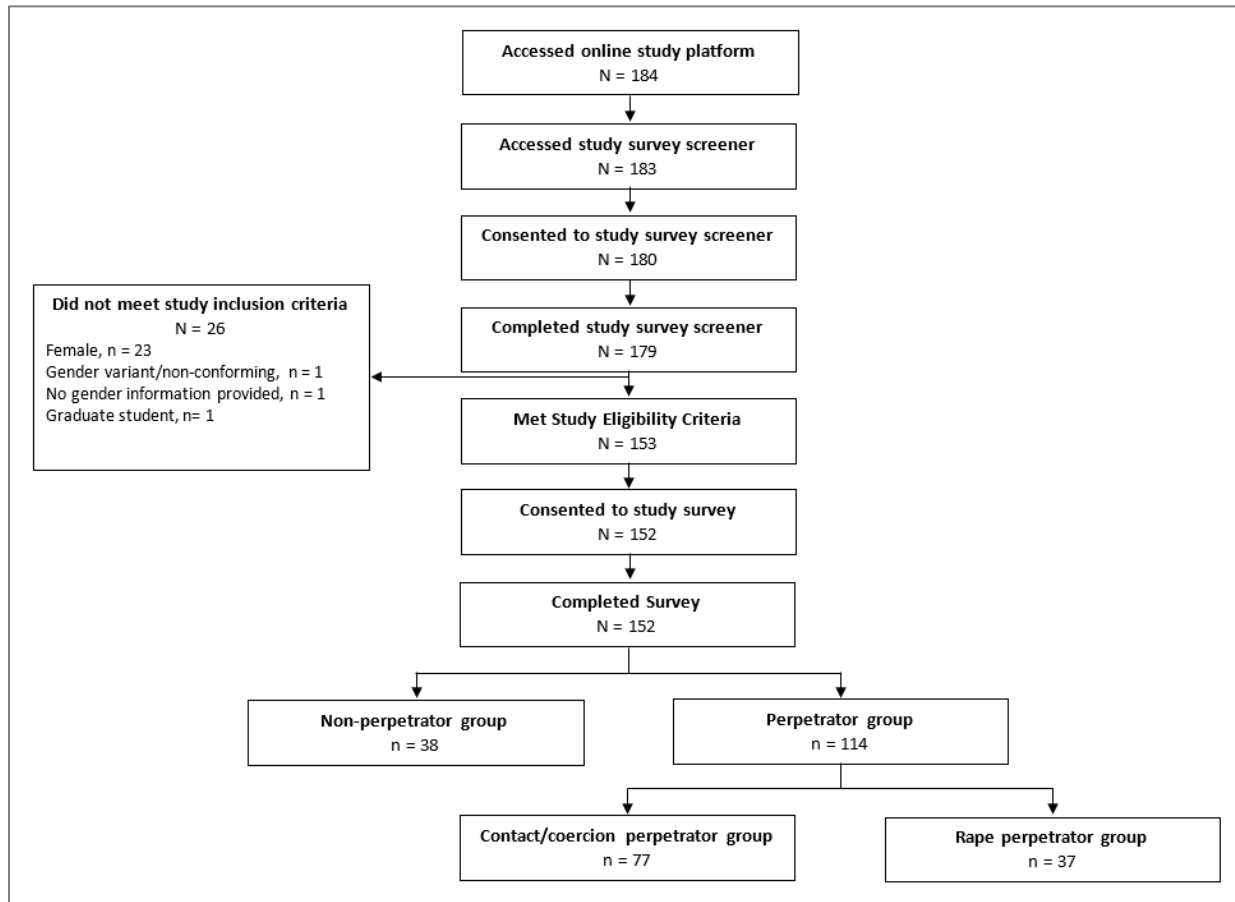 Accessed online study platform
N = 184
Accessed study survey screener
N = 183
Consented to study survey screener
N = 180
Did not meet study inclusion criteria
N = 26
Female, n = 23
Gender variant/non-conforming, n = 1
No gender information provided, n = 1
Graduate student, n= 1
Completed study survey screener
N = 179
Met Study Eligibility Criteria
N = 153
Consented to study survey
N = 152
Completed Survey
N = 152
Non-perpetrator group
n = 38
Perpetrator group
n = 114
Contact/coercion perpetrator group
n = 77
Rape perpetrator group
n = 37